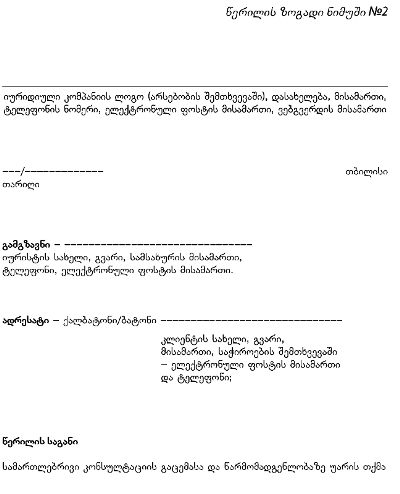 წერილის ზოგადი ნიმუში №2
იურიდიული კომპანიის ლოგო (არსებობის შემთხვევაში), დასახელება, მისამართი,
ტელეფონის ნომერი, ელექტრონული ფოსტის მისამართი, ვებგვერდის მისამართი
–––/––––––––––––– თბილისი
თარიღი
გამგზავნი – –––––––––––––––––––––––––––––––
იურისტის სახელი, გვარი, სამსახურის მისამართი,
ტელეფონი, ელექტრონული ფოსტის მისამართი.
ადრესატი – ქალბატონი/ბატონი ––––––––––––––––––––––––––––––
კლიენტის სახელი, გვარი,
მისამართი, საჭიროების შემთხვევაში
– ელექტრონული ფოსტის მისამართი
და ტელეფონი;
წერილის საგანი
სამართლებრივი კონსულტაციის გაცემასა და წარმომადგენლობაზე უარის თქმა